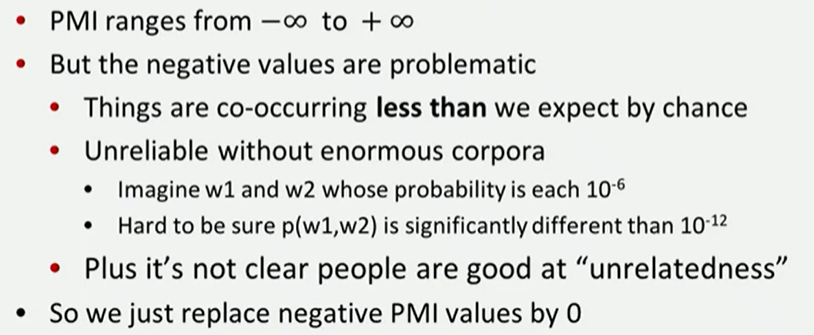 • PMI ranges from −∞ to + ∞
• But the negative values are problematic
• Things are co-occurring less than we expect by chance
• Unreliable without enormous corpora
• Imagine w1 and w2 whose probability is each 10⁻⁶
• Hard to be sure p(w1,w2) is significantly different than 10⁻¹²
• Plus it’s not clear people are good at “unrelatedness”
• So we just replace negative PMI values by 0